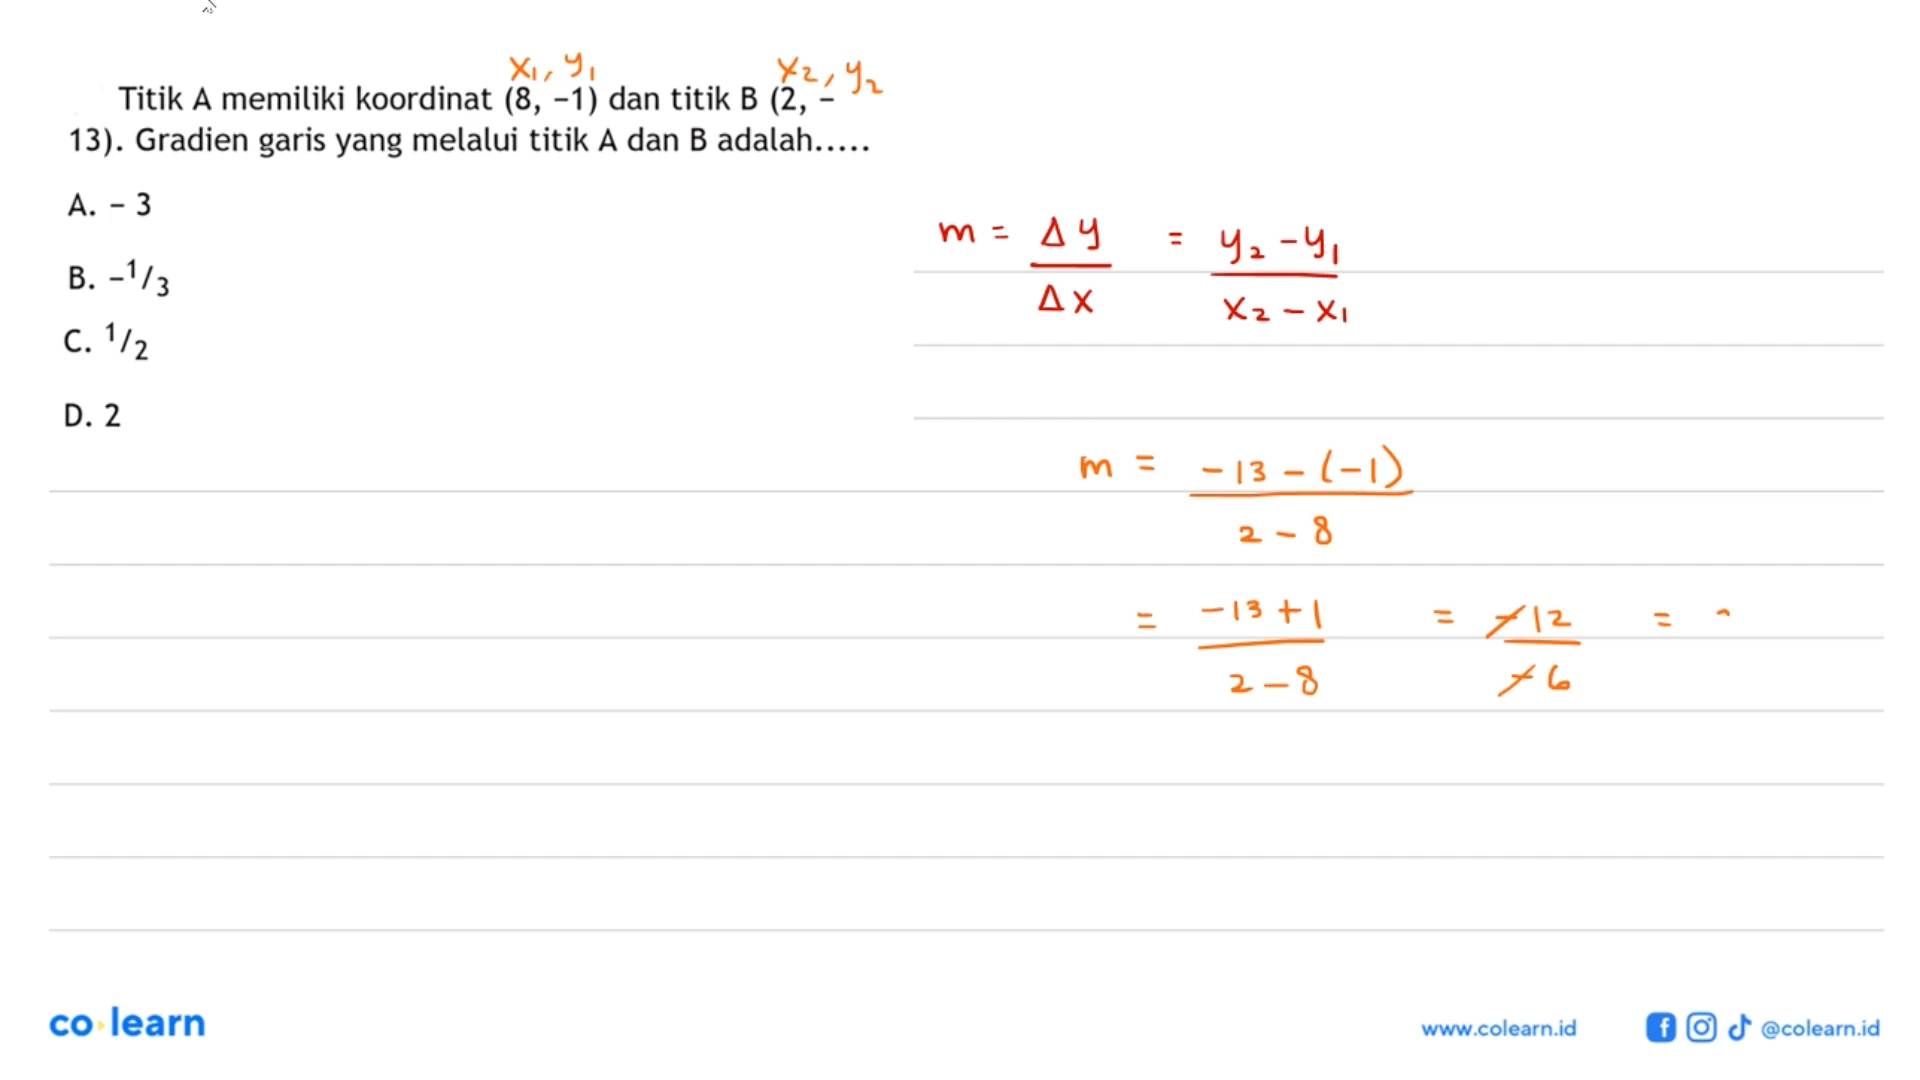 x₁, y₁ x₂, y₂
Titik A memiliki koordinat (8, −1) dan titik B (2, −
13). Gradien garis yang melalui titik A dan B adalah.....
A. − 3
B. −¹/₃
C. ¹/₂
D. 2
m = Δy / Δx = y₂ − y₁ / x₂ − x₁
m = −13 − (−1) / 2 − 8
= −13 + 1 / 2 − 8 = −12 / −6 =
co learn
www.colearn.id
@colearn.id